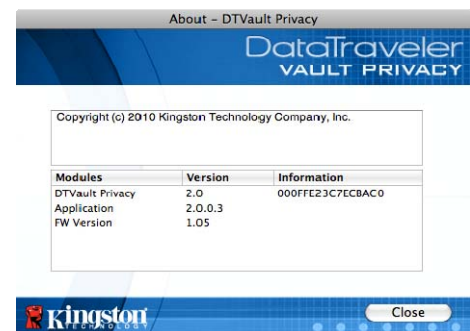 About – DTVault Privacy
DataTraveler
VAULT PRIVACY
Copyright (c) 2010 Kingston Technology Company, Inc.
Modules Version Information
DTVault Privacy 2.0 000FFE23C7ECBAC0
Application 2.0.0.3
FW Version 1.05
Kingston
TECHNOLOGY
Close